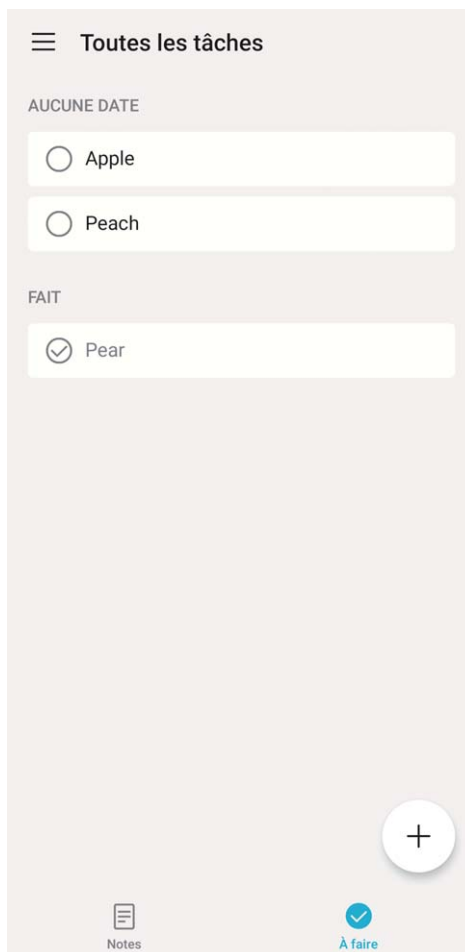 Toutes les tâches
AUCUNE DATE
Apple
Peach
FAIT
Pear
Notes
À faire